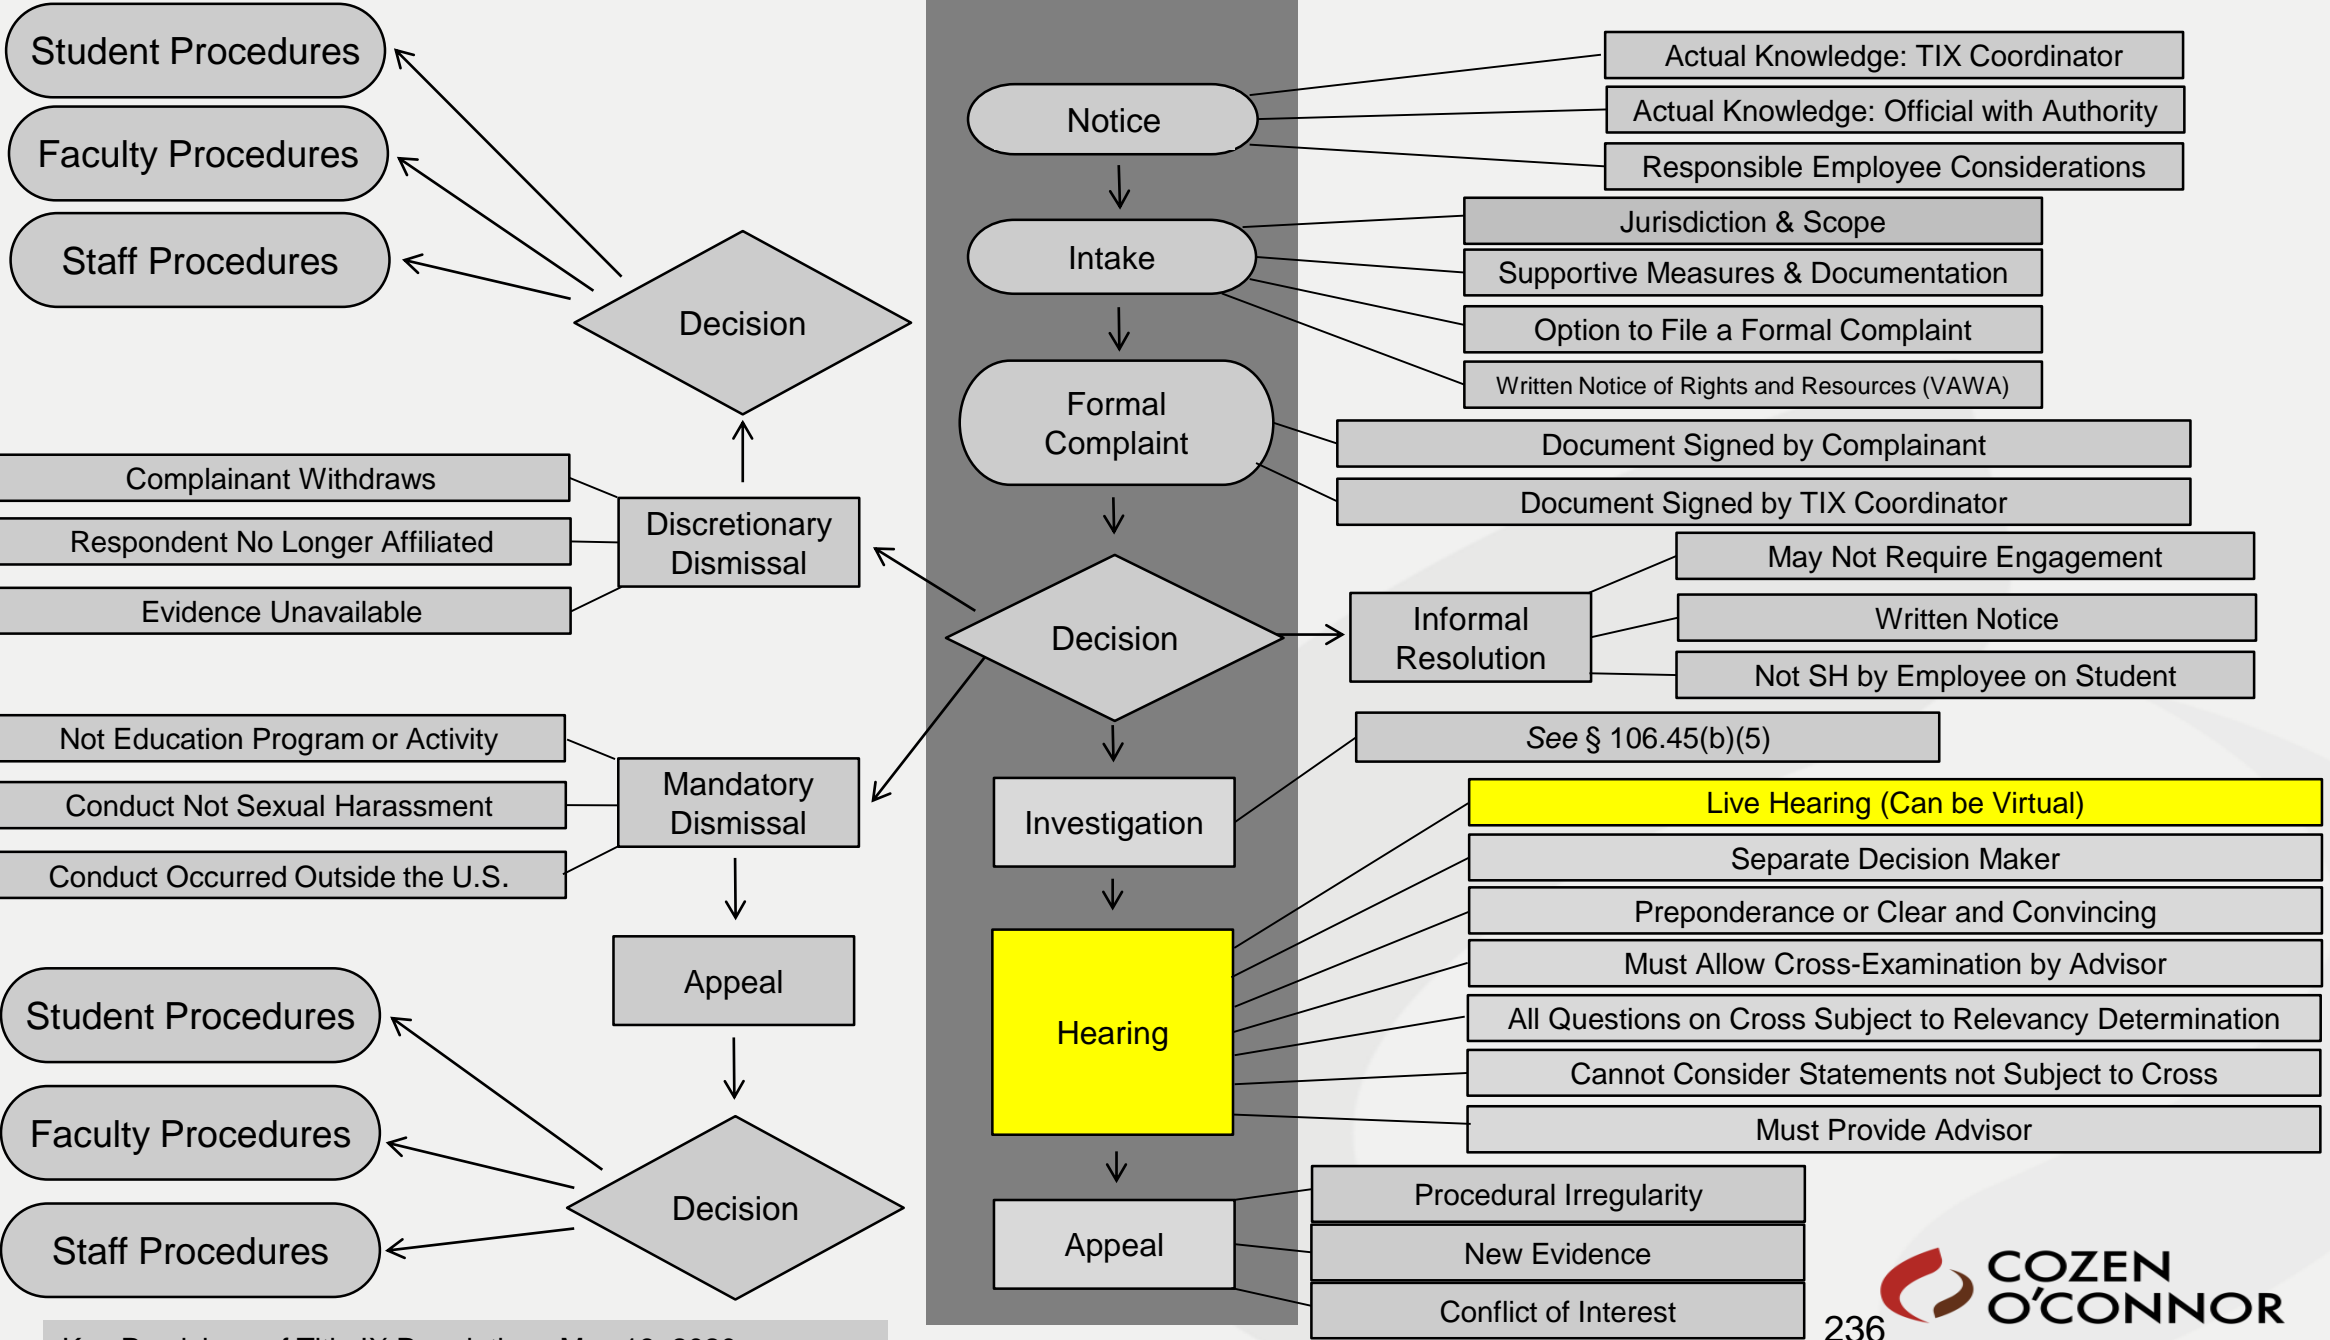 Student Procedures
Faculty Procedures
Staff Procedures
Decision
Complainant Withdraws
Respondent No Longer Affiliated
Evidence Unavailable
Discretionary
Dismissal
Not Education Program or Activity
Conduct Not Sexual Harassment
Conduct Occurred Outside the U.S.
Mandatory
Dismissal
Appeal
Student Procedures
Faculty Procedures
Staff Procedures
Decision
Notice
Actual Knowledge: TIX Coordinator
Actual Knowledge: Official with Authority
Responsible Employee Considerations
Intake
Jurisdiction & Scope
Supportive Measures & Documentation
Option to File a Formal Complaint
Written Notice of Rights and Resources (VAWA)
Formal
Complaint
Document Signed by Complainant
Document Signed by TIX Coordinator
Decision
Informal
Resolution
May Not Require Engagement
Written Notice
Not SH by Employee on Student
Investigation
See § 106.45(b)(5)
Hearing
Live Hearing (Can be Virtual)
Separate Decision Maker
Preponderance or Clear and Convincing
Must Allow Cross-Examination by Advisor
All Questions on Cross Subject to Relevancy Determination
Cannot Consider Statements not Subject to Cross
Must Provide Advisor
Appeal
Procedural Irregularity
New Evidence
Conflict of Interest
236
COZEN
O'CONNOR